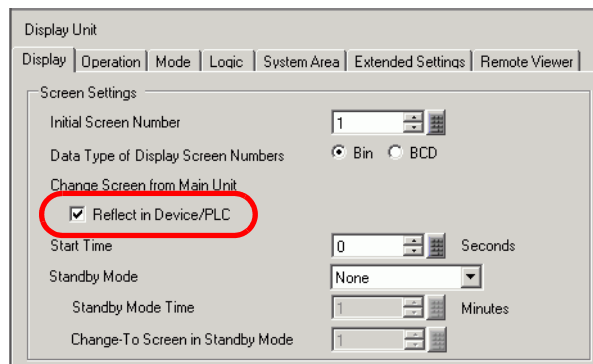 Display Unit
Display Operation Mode Logic System Area Extended Settings Remote Viewer
Screen Settings
Initial Screen Number 1
Data Type of Display Screen Numbers Bin BCD
Change Screen from Main Unit
Reflect in Device/PLC
Start Time 0 Seconds
Standby Mode None
Standby Mode Time 1 Minutes
Change-To Screen in Standby Mode 1